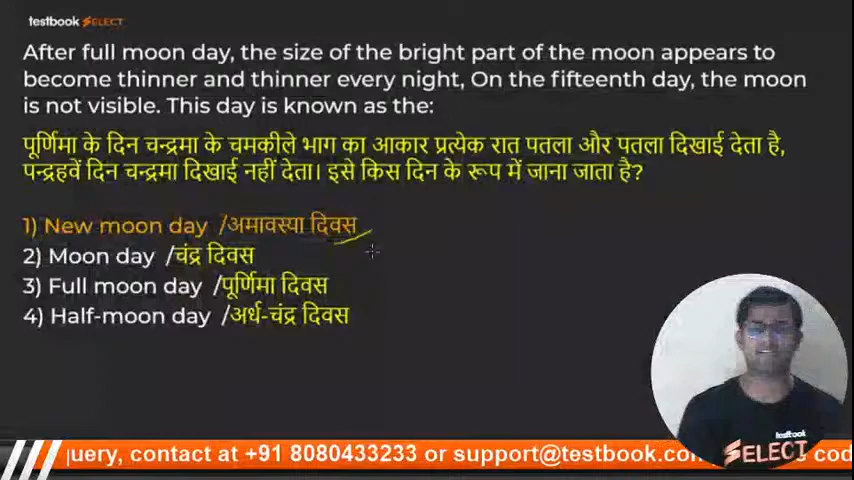 testbook SELECT
After full moon day, the size of the bright part of the moon appears to
become thinner and thinner every night, On the fifteenth day, the moon
is not visible. This day is known as the:
पूर्णिमा के दिन चन्द्रमा के चमकीले भाग का आकार प्रत्येक रात पतला और पतला दिखाई देता है,
पन्द्रहवें दिन चन्द्रमा दिखाई नहीं देता। इसे किस दिन के रूप में जाना जाता है?
1) New moon day /अमावस्या दिवस
2) Moon day /चंद्र दिवस
3) Full moon day /पूर्णिमा दिवस
4) Half-moon day /अर्ध-चंद्र दिवस
testbook
SELECT
query, contact at +91 8080433233 or support@testbook.com